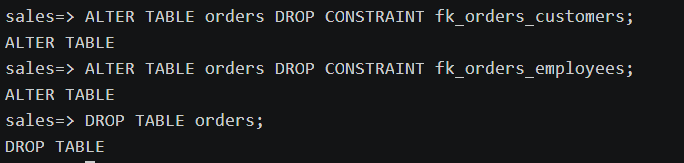 sales=> ALTER TABLE orders DROP CONSTRAINT fk_orders_customers;
ALTER TABLE
sales=> ALTER TABLE orders DROP CONSTRAINT fk_orders_employees;
ALTER TABLE
sales=> DROP TABLE orders;
DROP TABLE